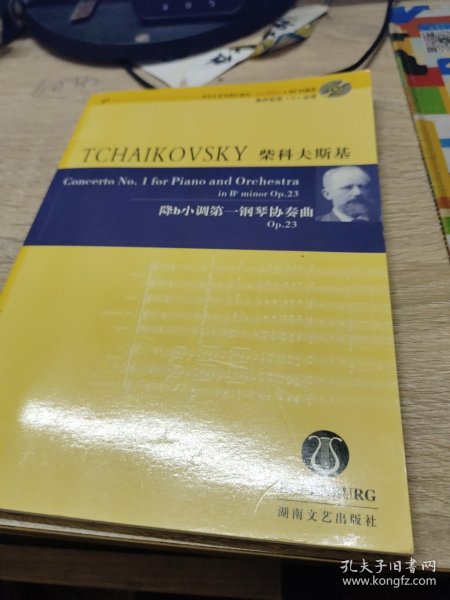 TCHAIKOVSKY 柴科夫斯基
Concerto No. 1 for Piano and Orchestra
in B♭ minor Op.23
降b小调第一钢琴协奏曲
Op.23
湖南文艺出版社
孔夫子旧书网
www.kongfz.com